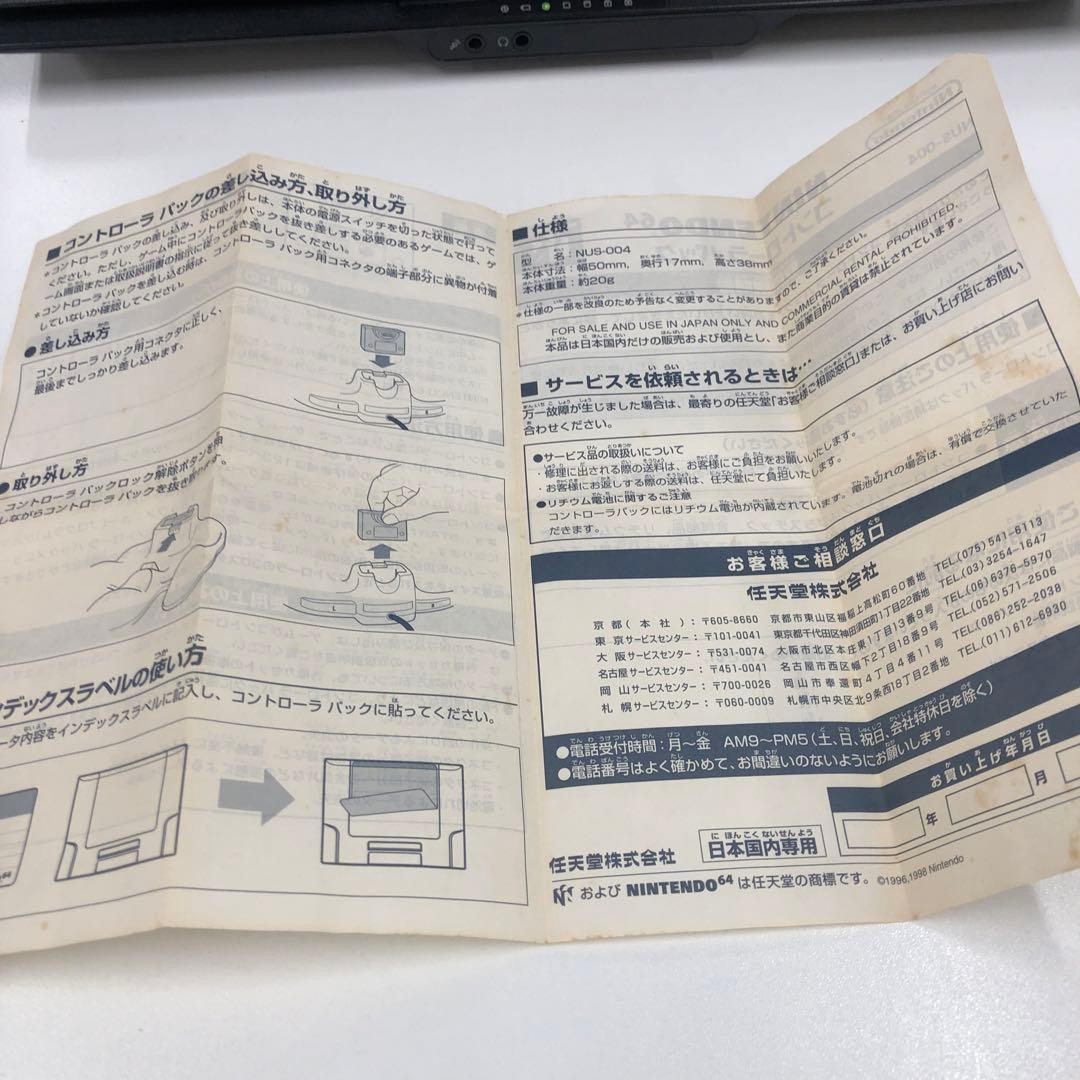 ■ コントローラ パックの差し込み方、取り外し方
＊コントローラ パックの差し込み、及び取り外しは、本体の電源スイッチを切った状態で行って
ください。ただし、ゲーム中にコントローラパックを抜き差しする必要のあるゲームでは、ゲ
ーム画面または取扱説明書の指示に従って抜き差ししてください。
＊コントローラ パックを差し込む時は、コントローラ パック用コネクタの端子部分に異物が付着
していないか確認してください。
● 差し込み方
コントローラ パック用コネクタに正しく、
最後までしっかり差し込みます。
● 取り外し方
コントローラ パックロック解除ボタンを
しながらコントローラ パックを抜き
ンデックスラベルの使い方
ータ内容をインデックスラベルに記入し、コントローラ パックに貼ってください。
■ 仕様
型 名：NUS-004
本体寸法：幅50mm、奥行17mm、高さ38mm
本体重量：約20g
＊仕様の一部を改良のため予告なく変更することがありますので、ご了承ください。
FOR SALE AND USE IN JAPAN ONLY AND COMMERCIAL RENTAL PROHIBITED.
本品は日本国内だけの販売および使用とし、また商業目的の賃貸は禁止されています。
■ サービスを依頼されるときは…
万一故障が生じました場合は、最寄りの任天堂「お客様ご相談窓口」または、お買い上げ店にお問い
合わせください。
●サービス品の取扱いについて
・修理に出される際の送料は、お客様にご負担をお願いいたします。
・お客様にお返しする際の送料は、任天堂にて負担いたします。
●リチウム電池に関するご注意
コントローラパックにはリチウム電池が内蔵されています。電池切れの場合は、有償で交換させていた
だきます。
お客様ご相談窓口
任天堂株式会社
京都（本社）：〒605-8660 京都市東山区福稲上高松町60番地 TEL.(075)541-6113
東京サービスセンター：〒101-0041 東京都千代田区神田須田町1丁目22番地 TEL.(03)3254-1647
大阪サービスセンター：〒531-0074 大阪市北区本庄東1丁目13番9号 TEL.(06)6376-5970
名古屋サービスセンター：〒451-0041 名古屋市西区幅下2丁目18番9号 TEL.(052)571-2506
岡山サービスセンター：〒700-0026 岡山市奉還町4丁目4番11号 TEL.(086)252-2038
札幌サービスセンター：〒060-0009 札幌市中央区北9条西18丁目2番地 TEL.(011)612-6930
●電話受付時間：月～金 AM9～PM5（土、日、祝日、会社特休日を除く）
●電話番号はよく確かめて、お間違いのないようにお願いします。
お買い上げ年月日
年 月
任天堂株式会社 日本国内専用
および NINTENDO64 は任天堂の商標です。©1996,1998 Nintendo